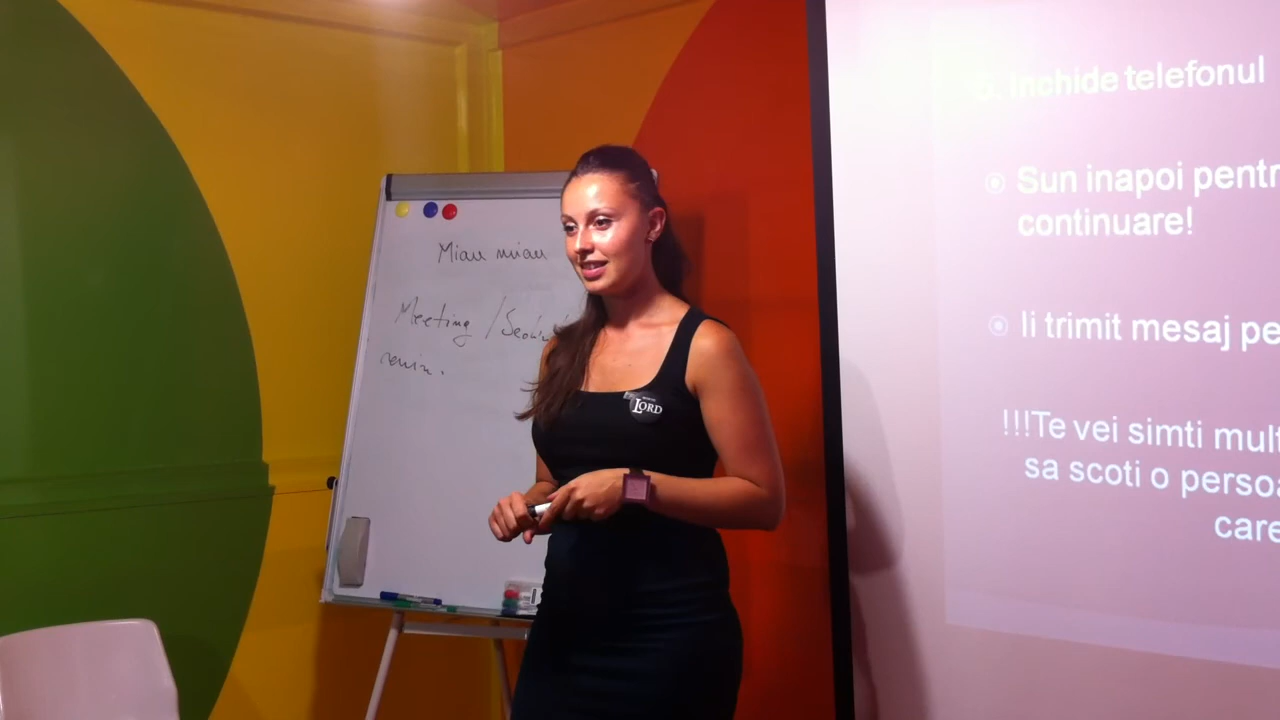 Miau miau
Meeting /
LORD
Inchide telefonul
Sun inapoi pentr
continuare!
Ii trimit mesaj pe
!!!Te vei simti mult
sa scoti o persoa
care